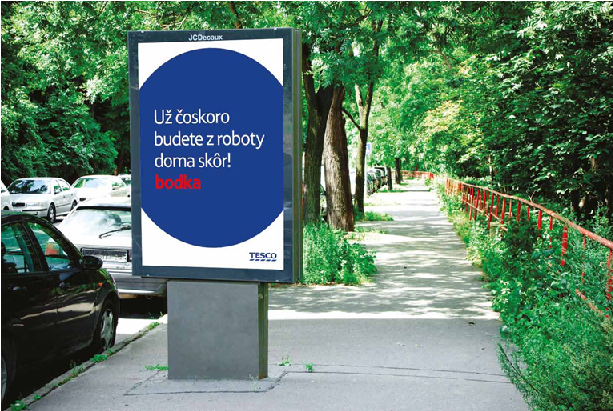 JCDecaux
Už čoskoro
budete z roboty
doma skôr!
bodka
TESCO